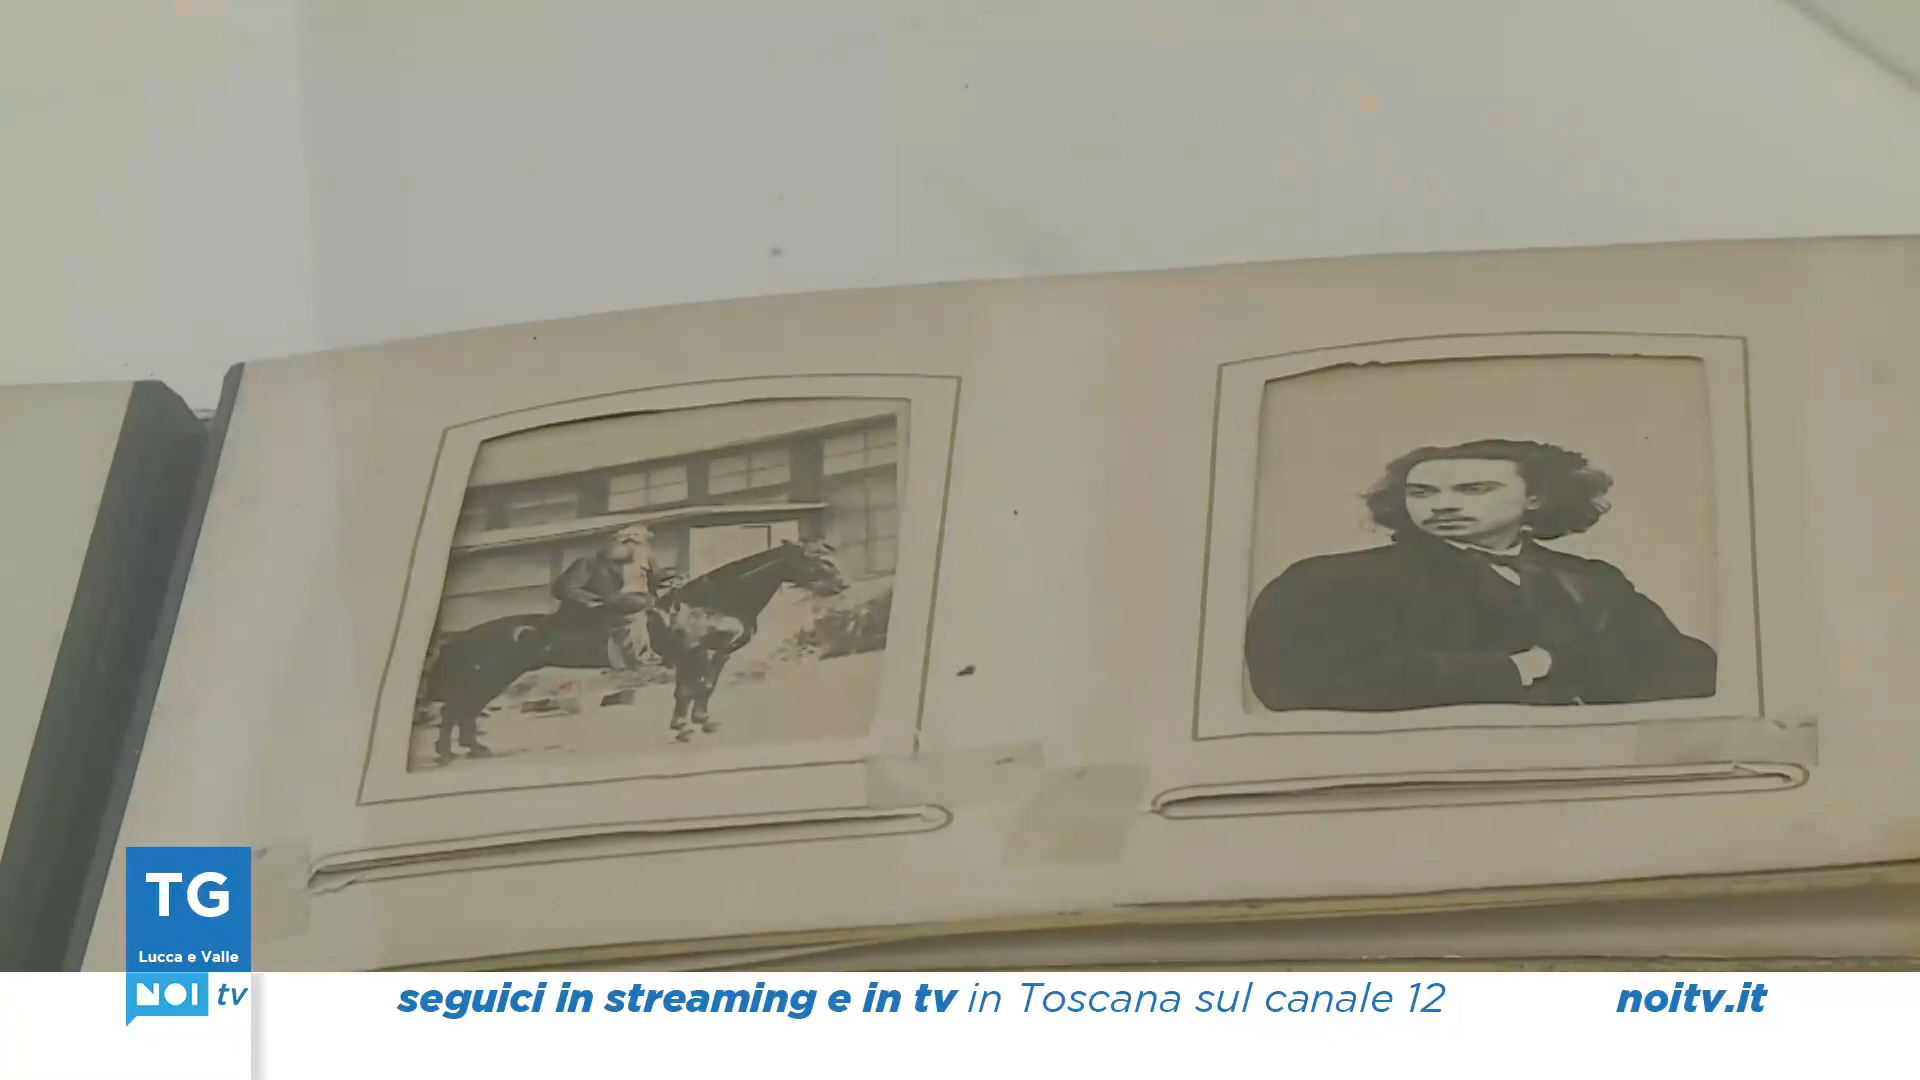 TG
Lucca e Valle
NOI tv
seguici in streaming e in tv in Toscana sul canale 12
noitv.it